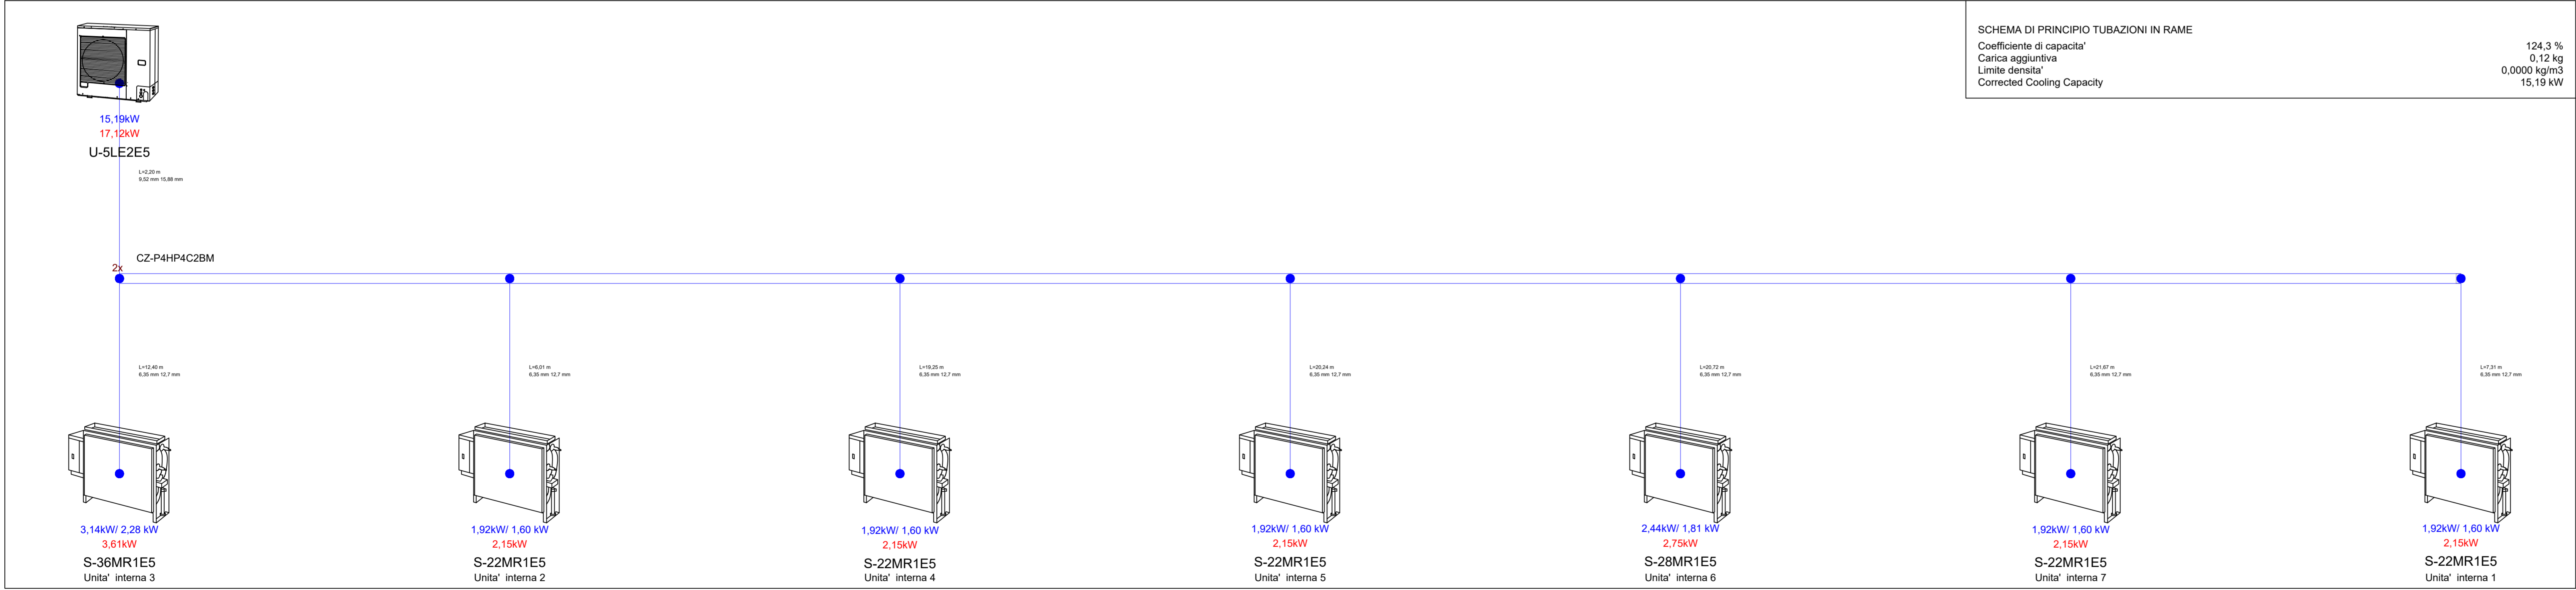 SCHEMA DI PRINCIPIO TUBAZIONI IN RAME
Coefficiente di capacita' 124,3 %
Carica aggiuntiva 0,12 kg
Limite densita' 0,0000 kg/m3
Corrected Cooling Capacity 15,19 kW
15,19kW
17,12kW
U-5LE2E5
L=2,20 m
9,52 mm 15,88 mm
CZ-P4HP4C2BM
2x
L=12,40 m
6,35 mm 12,7 mm
L=6,01 m
6,35 mm 12,7 mm
L=19,25 m
6,35 mm 12,7 mm
L=20,24 m
6,35 mm 12,7 mm
L=20,72 m
6,35 mm 12,7 mm
L=21,67 m
6,35 mm 12,7 mm
L=7,31 m
6,35 mm 12,7 mm
3,14kW/ 2,28 kW
3,61kW
S-36MR1E5
Unita' interna 3
1,92kW/ 1,60 kW
2,15kW
S-22MR1E5
Unita' interna 2
1,92kW/ 1,60 kW
2,15kW
S-22MR1E5
Unita' interna 4
1,92kW/ 1,60 kW
2,15kW
S-22MR1E5
Unita' interna 5
2,44kW/ 1,81 kW
2,75kW
S-28MR1E5
Unita' interna 6
1,92kW/ 1,60 kW
2,15kW
S-22MR1E5
Unita' interna 7
1,92kW/ 1,60 kW
2,15kW
S-22MR1E5
Unita' interna 1